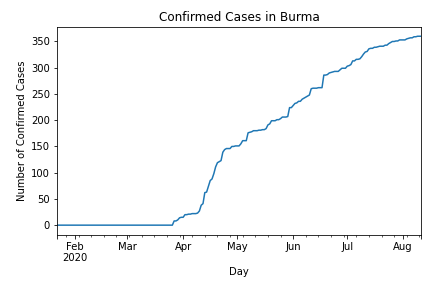 Confirmed Cases in Burma
Number of Confirmed Cases
350
300
250
200
150
100
50
0
Feb Mar Apr May Jun Jul Aug
2020
Day